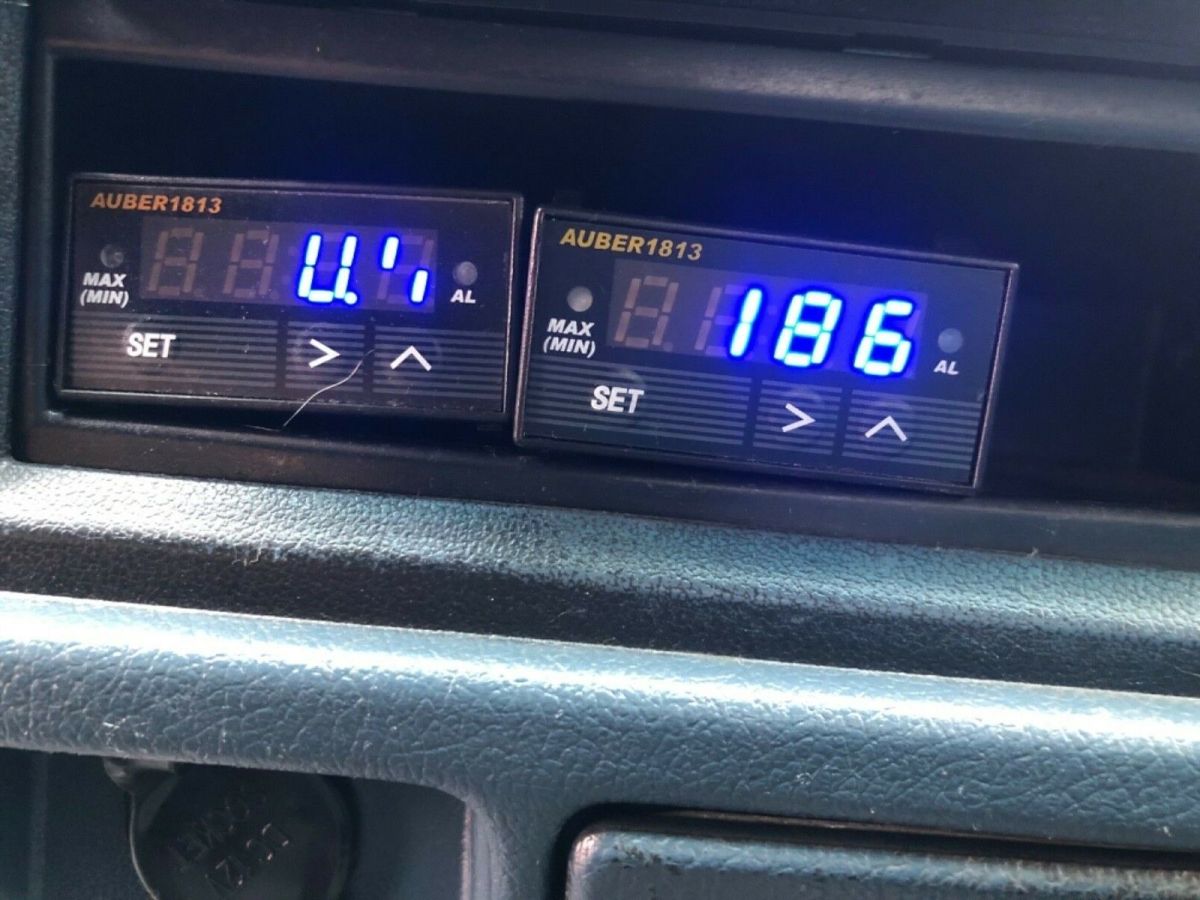 AUBER1813
MAX
(MIN)
AL
SET
>
AUBER1813
186
MAX
(MIN)
AL
SET
>